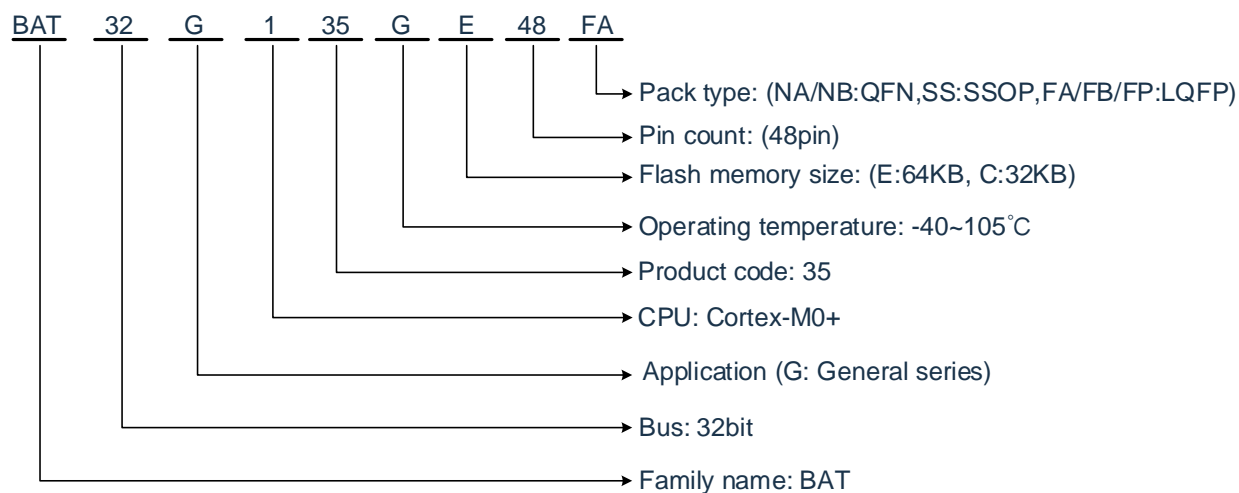 BAT 32 G 1 35 G E 48 FA
Pack type: (NA/NB:QFN,SS:SSOP,FA/FB/FP:LQFP)
Pin count: (48pin)
Flash memory size: (E:64KB, C:32KB)
Operating temperature: -40~105℃
Product code: 35
CPU: Cortex-M0+
Application (G: General series)
Bus: 32bit
Family name: BAT